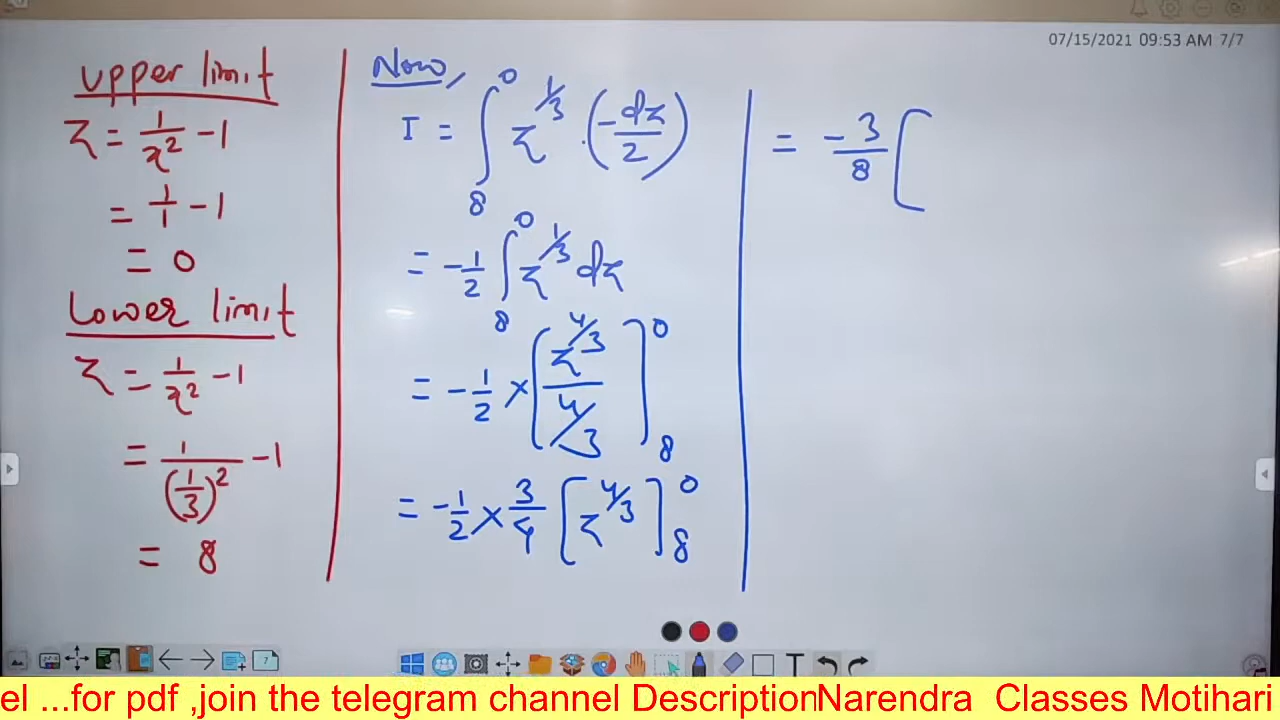 07/15/2021 09:53 AM 7/7
upper limit
z = 1/x² - 1
= 1/1 - 1
= 0
Lower limit
z = 1/x² - 1
= 1/(1/3)² - 1
= 8
Now,
I = ∫₈⁰ z^(1/3) · (-dz/2)
= -1/2 ∫₈⁰ z^(1/3) dz
= -1/2 × [z^(4/3) / (4/3)]₈⁰
= -1/2 × 3/4 [z^(4/3)]₈⁰
= -3/8 [
7
T
el ...for pdf ,join the telegram channel DescriptionNarendra Classes Motihari